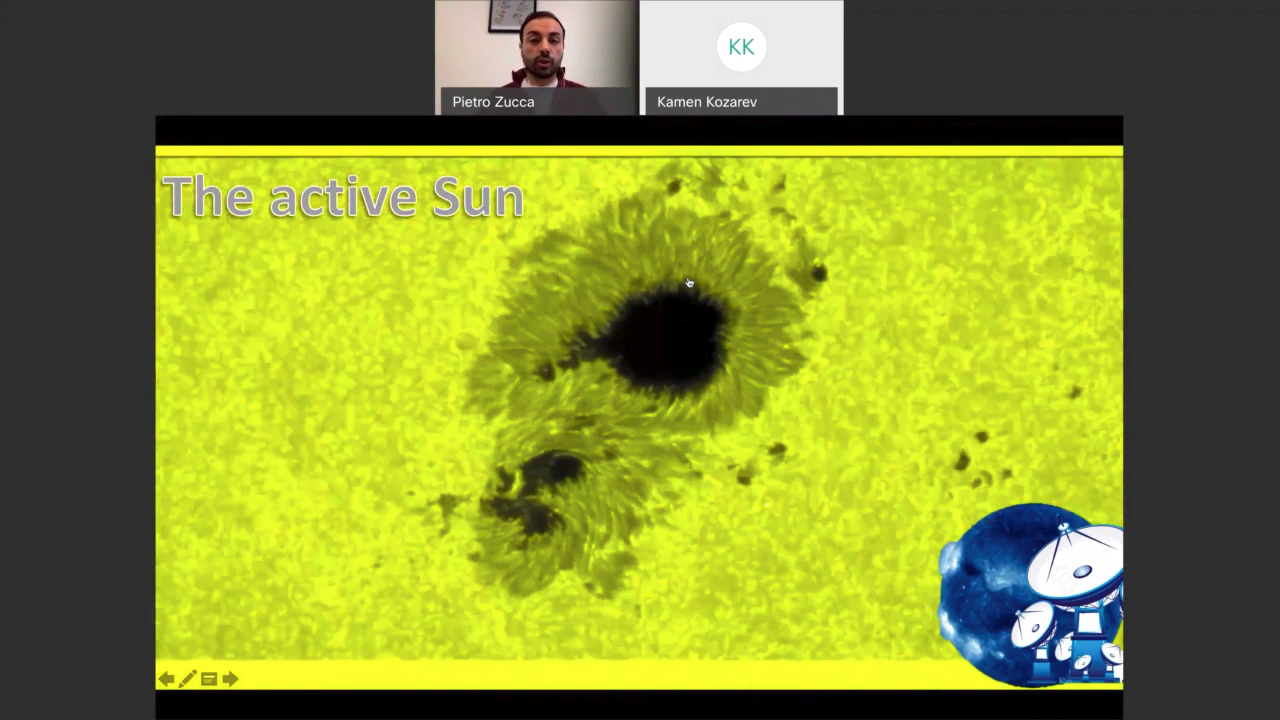 KK
Pietro Zucca
Kamen Kozarev
The active Sun